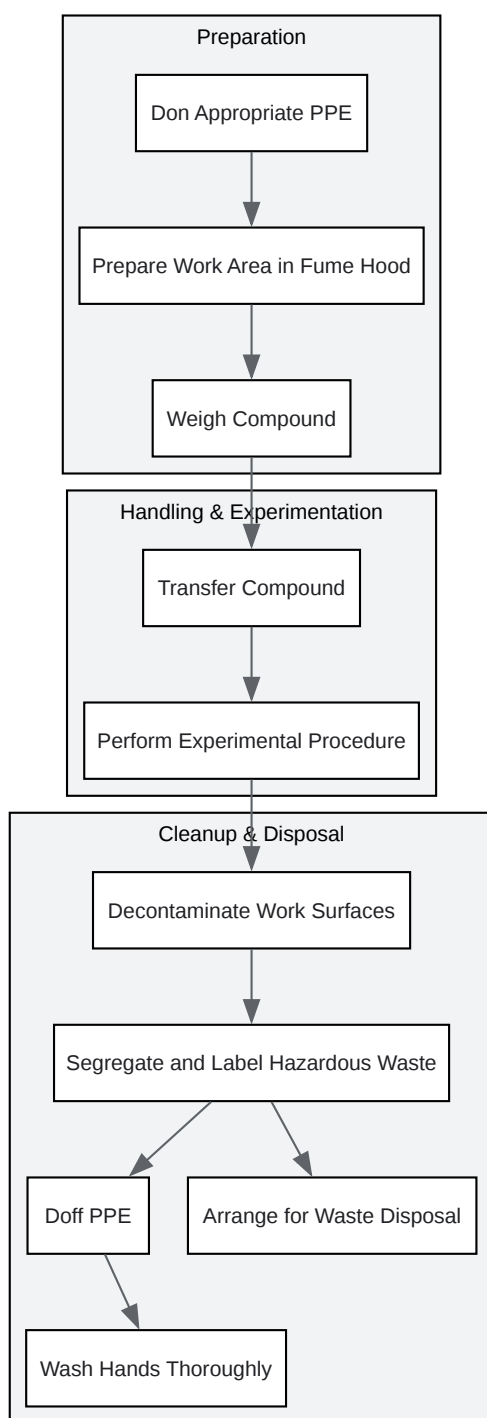 Preparation
Don Appropriate PPE
Prepare Work Area in Fume Hood
Weigh Compound
Handling & Experimentation
Transfer Compound
Perform Experimental Procedure
Cleanup & Disposal
Decontaminate Work Surfaces
Segregate and Label Hazardous Waste
Doff PPE
Arrange for Waste Disposal
Wash Hands Thoroughly